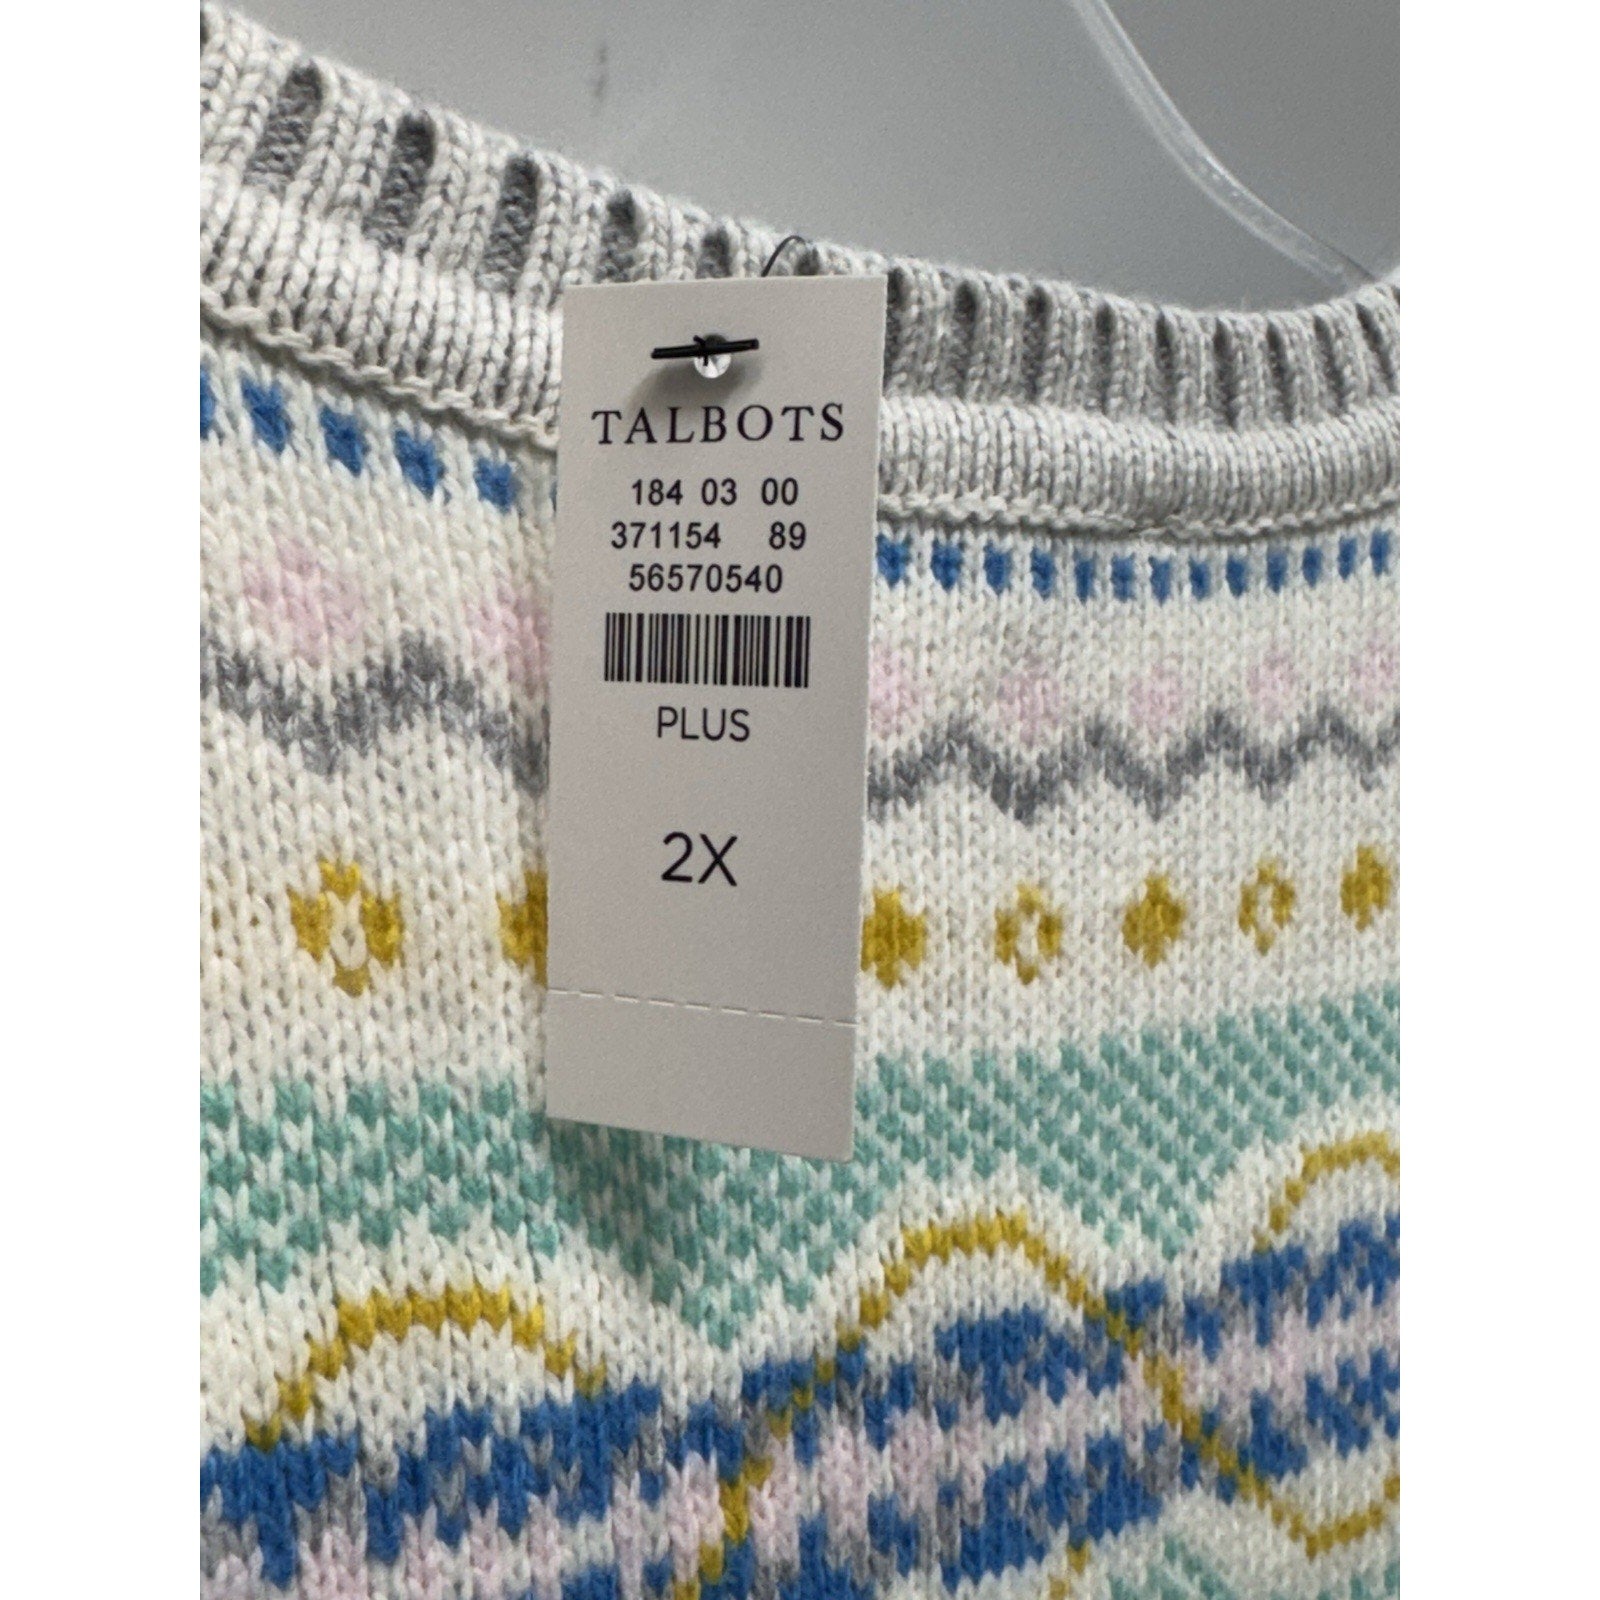 TALBOTS
184 03 00
371154 89
56570540
PLUS
2X